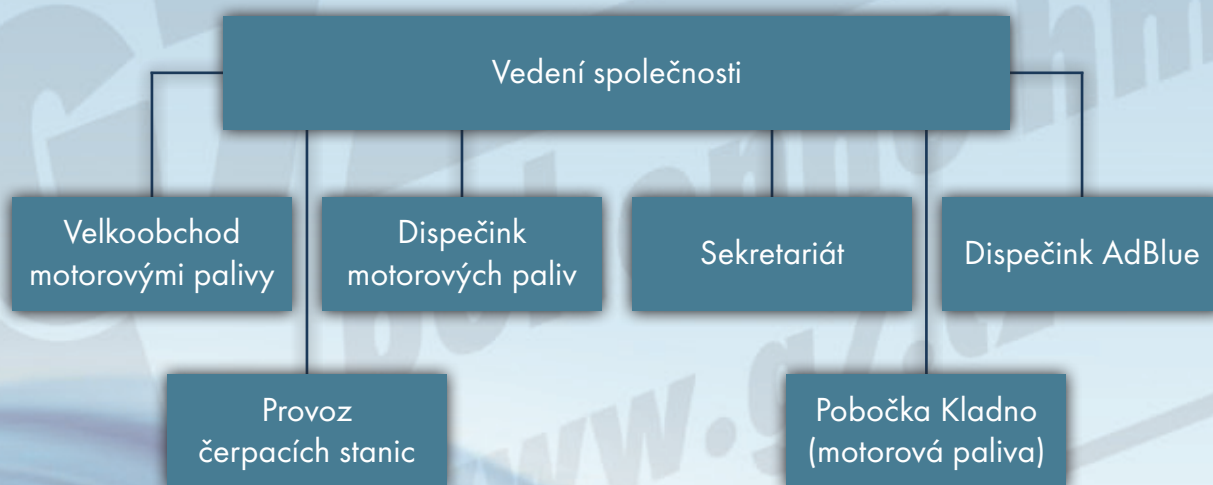 Vedení společnosti
Velkoobchod
motorovými palivy
Dispečink
motorových paliv
Sekretariát
Dispečink AdBlue
Provoz
čerpacích stanic
Pobočka Kladno
(motorová paliva)